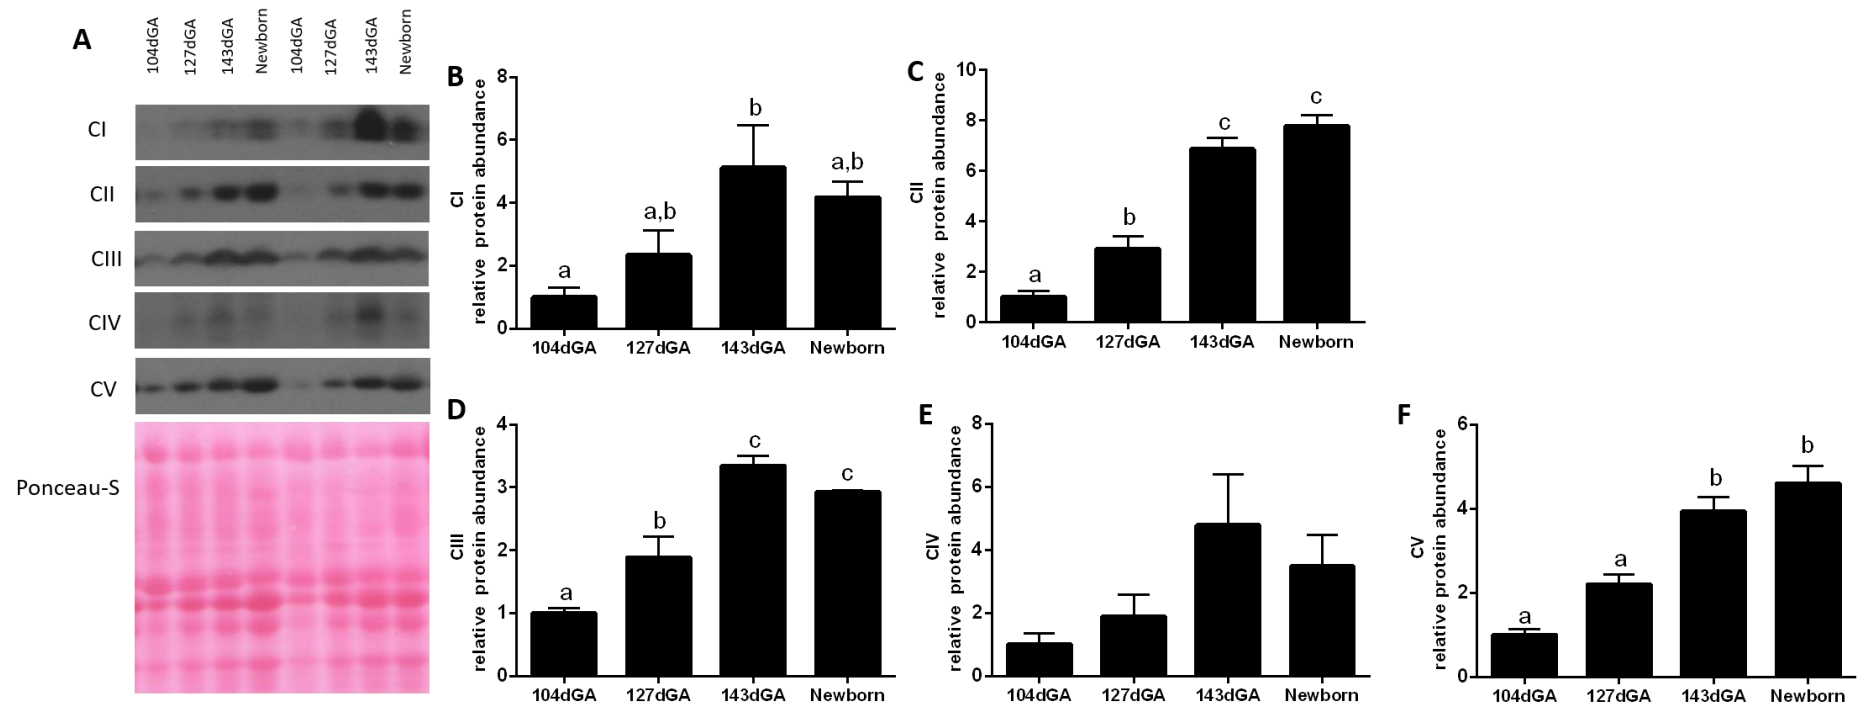 A
104dGA
127dGA
143dGA
Newborn
104dGA
127dGA
143dGA
Newborn
CI
CII
CIII
CIV
CV
Ponceau-S
B
CI
relative protein abundance
8
6
4
2
0
a
a,b
b
a,b
104dGA 127dGA 143dGA Newborn
C
CII
relative protein abundance
10
8
6
4
2
0
a
b
c
c
104dGA 127dGA 143dGA Newborn
D
CIII
relative protein abundance
4
3
2
1
0
a
b
c
c
104dGA 127dGA 143dGA Newborn
E
CIV
relative protein abundance
8
6
4
2
0
104dGA 127dGA 143dGA Newborn
F
CV
relative protein abundance
6
4
2
0
a
a
b
b
104dGA 127dGA 143dGA Newborn